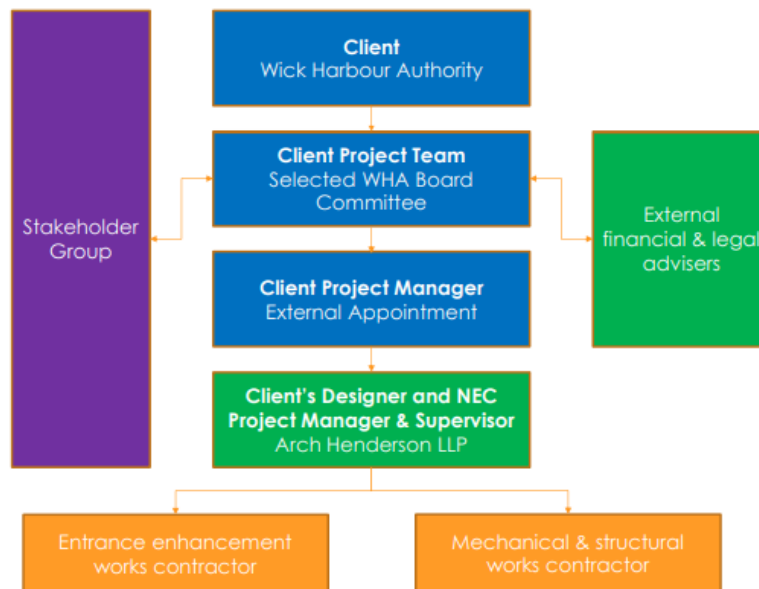 Client
Wick Harbour Authority
Client Project Team
Selected WHA Board
Committee
Stakeholder
Group
External
financial & legal
advisers
Client Project Manager
External Appointment
Client's Designer and NEC
Project Manager & Supervisor
Arch Henderson LLP
Entrance enhancement
works contractor
Mechanical & structural
works contractor